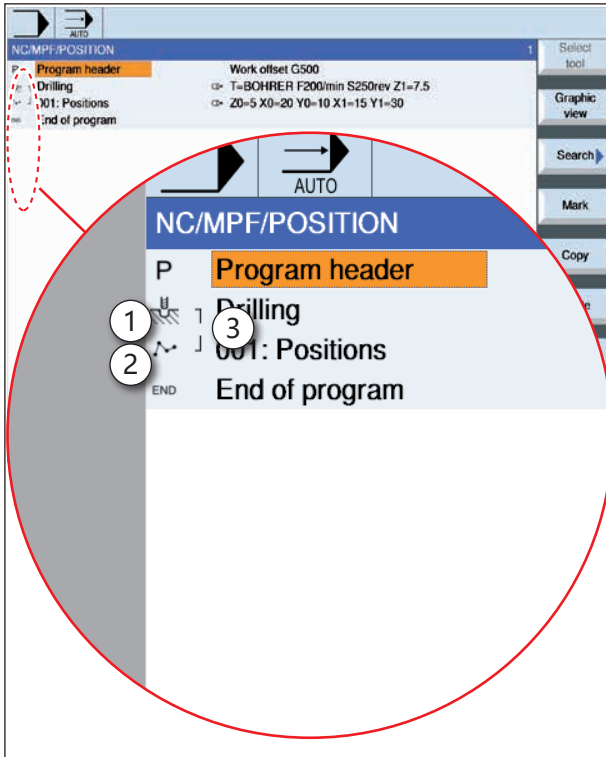 AUTO
NC/MPF/POSITION 1
Select tool
P Program header Work offset G500
Drilling T=BOHRER F200/min S250rev Z1=7.5
001: Positions Z0=5 X0=20 Y0=10 X1=15 Y1=30
END End of program
Graphic view
Search
Mark
Copy
AUTO
NC/MPF/POSITION
P Program header
1 Drilling
3
2 001: Positions
END End of program